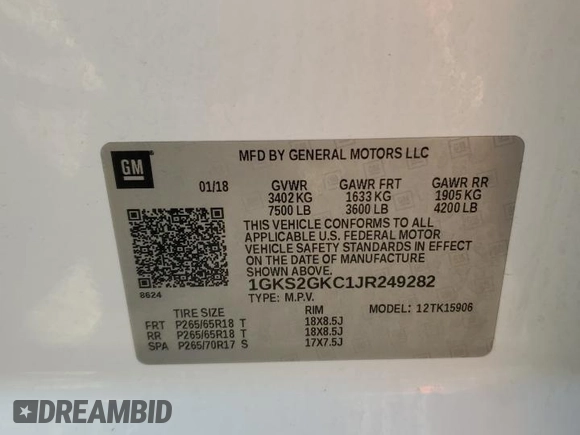 GM
MFD BY GENERAL MOTORS LLC
01/18 GVWR GAWR FRT GAWR RR
3402 KG 1633 KG 1905 KG
7500 LB 3600 LB 4200 LB
THIS VEHICLE CONFORMS TO ALL
APPLICABLE U.S. FEDERAL MOTOR
VEHICLE SAFETY STANDARDS IN EFFECT
ON THE DATE OF MANUFACTURE
SHOWN ABOVE.
8624
1GKS2GKC1JR249282
TYPE: M.P.V. MODEL: 12TK15906
TIRE SIZE RIM
FRT P265/65R18 T 18X8.5J
RR P265/65R18 T 18X8.5J
SPA P265/70R17 S 17X7.5J
DREAMBID